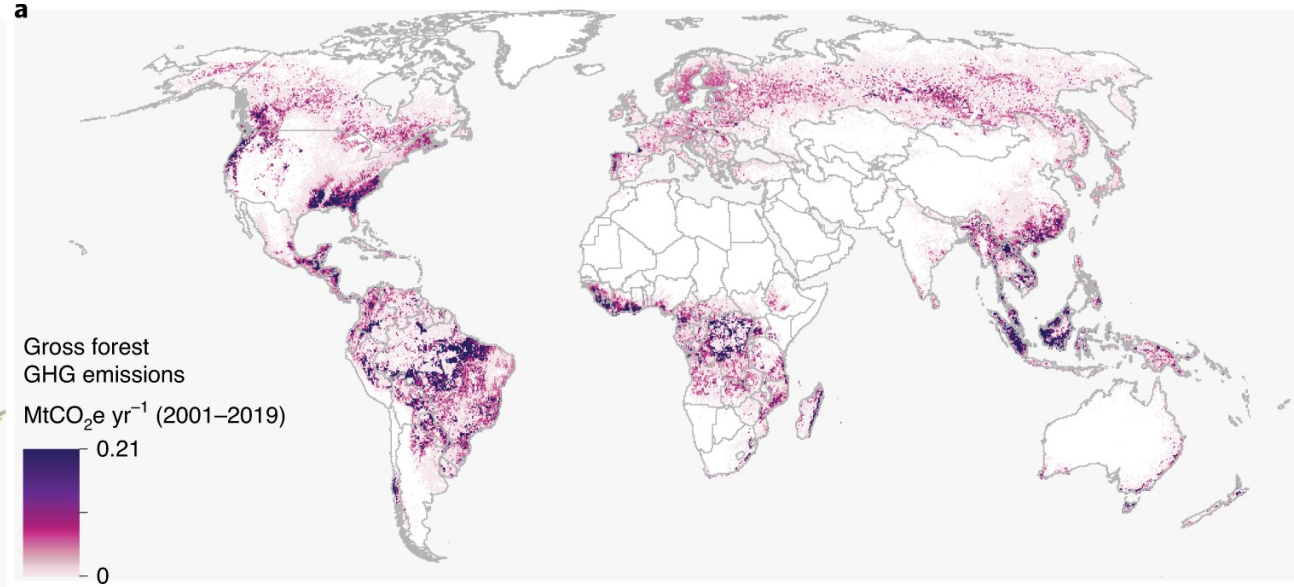 a
Gross forest
GHG emissions
MtCO₂e yr⁻¹ (2001–2019)
0.21
0